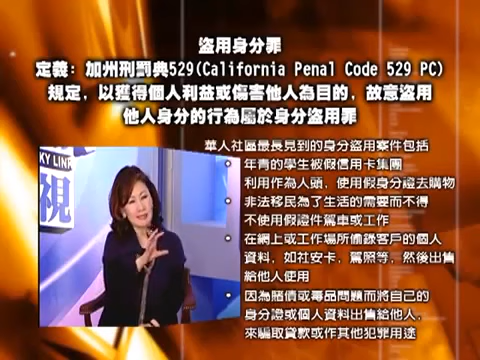 盜用身分罪
定義: 加州刑罰典529(California Penal Code 529 PC)
規定, 以獲得個人利益或傷害他人為目的, 故意盜用
他人身分的行為屬於身分盜用罪
華人社區最長見到的身分盜用案件包括
年青的學生被假信用卡集團
利用作為人頭, 使用假身分證去購物
非法移民為了生活的需要而不得
不使用假證件駕車或工作
在網上或工作場所偷錄客戶的個人
資料, 如社安卡, 駕照等, 然後出售
給他人使用
因為賭債或毒品問題而將自己的
身分證或個人資料出售給他人,
來騙取貸款或作其他犯罪用途
KY LIN
視